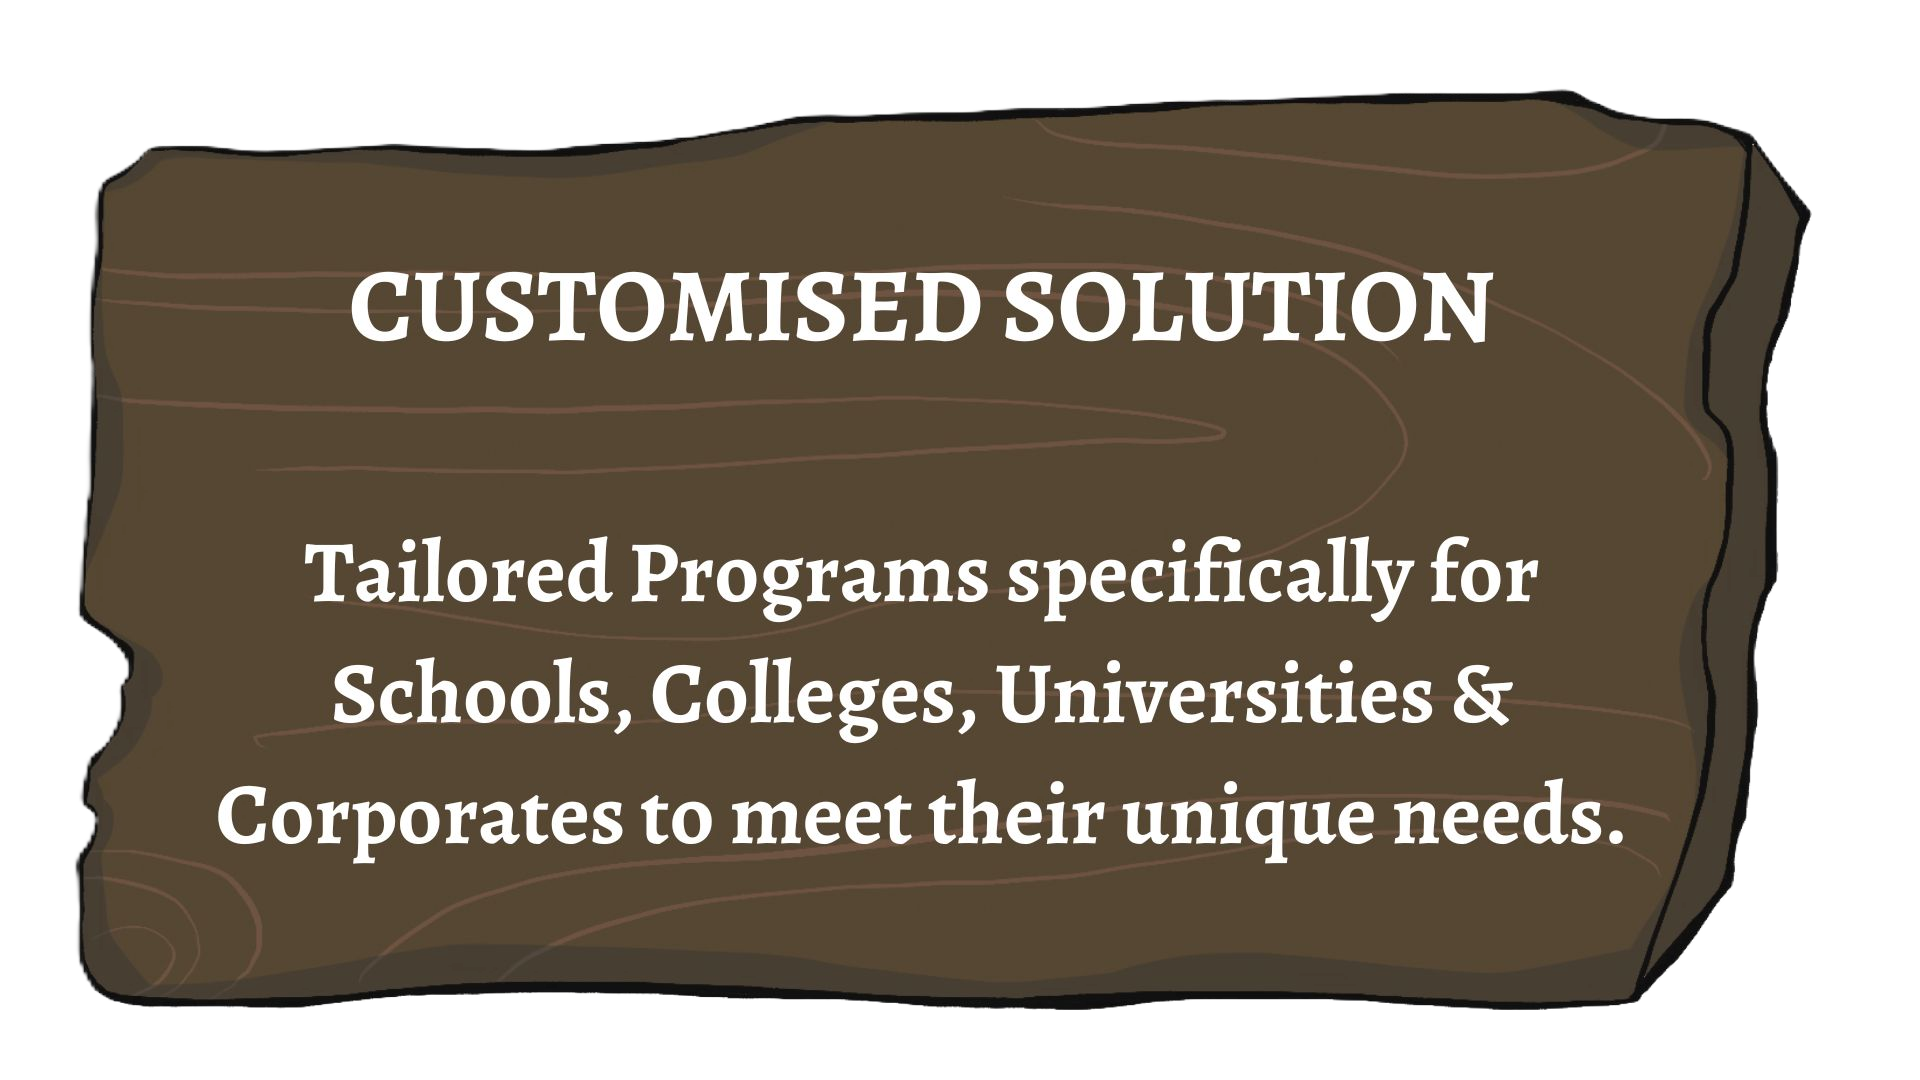 CUSTOMISED SOLUTION
Tailored Programs specifically for
Schools, Colleges, Universities &
Corporates to meet their unique needs.